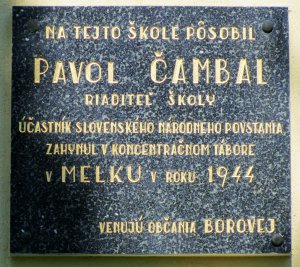 NA TEJTO ŠKOLE PÔSOBIL
PAVOL ČAMBAL
RIADITEĽ ŠKOLY
ÚČASTNÍK SLOVENSKÉHO NÁRODNEHO POVSTANIA
ZAHYNUL V KONCENTRAČNOM TÁBORE
V MELKU V ROKU 1944
VENUJÚ OBČANIA BOROVEJ